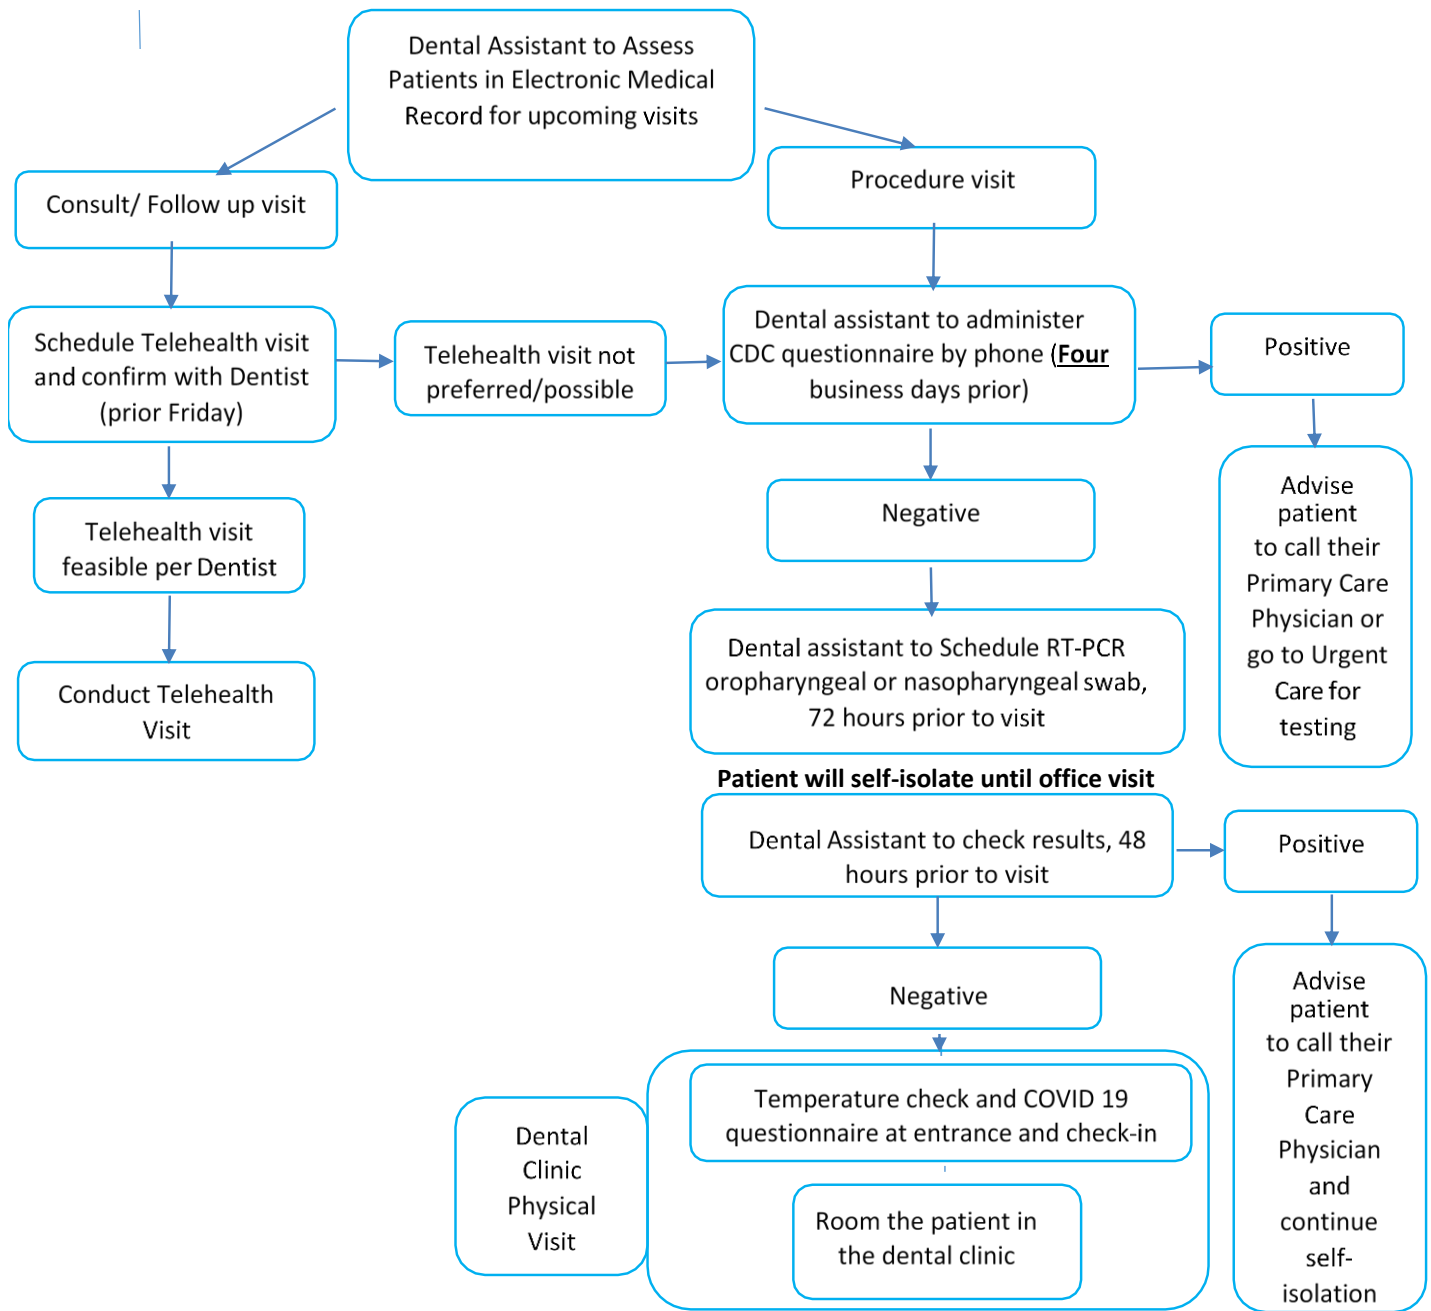 Dental Assistant to Assess
Patients in Electronic Medical
Record for upcoming visits
Consult/ Follow up visit
Procedure visit
Schedule Telehealth visit
and confirm with Dentist
(prior Friday)
Telehealth visit not
preferred/possible
Dental assistant to administer
CDC questionnaire by phone (Four
business days prior)
Positive
Telehealth visit
feasible per Dentist
Negative
Advise
patient
to call their
Primary Care
Physician or
go to Urgent
Care for
testing
Conduct Telehealth
Visit
Dental assistant to Schedule RT-PCR
oropharyngeal or nasopharyngeal swab,
72 hours prior to visit
Patient will self-isolate until office visit
Dental Assistant to check results, 48
hours prior to visit
Positive
Negative
Advise
patient
to call their
Primary
Care
Physician
and
continue
self-
isolation
Dental
Clinic
Physical
Visit
Temperature check and COVID 19
questionnaire at entrance and check-in
Room the patient in
the dental clinic